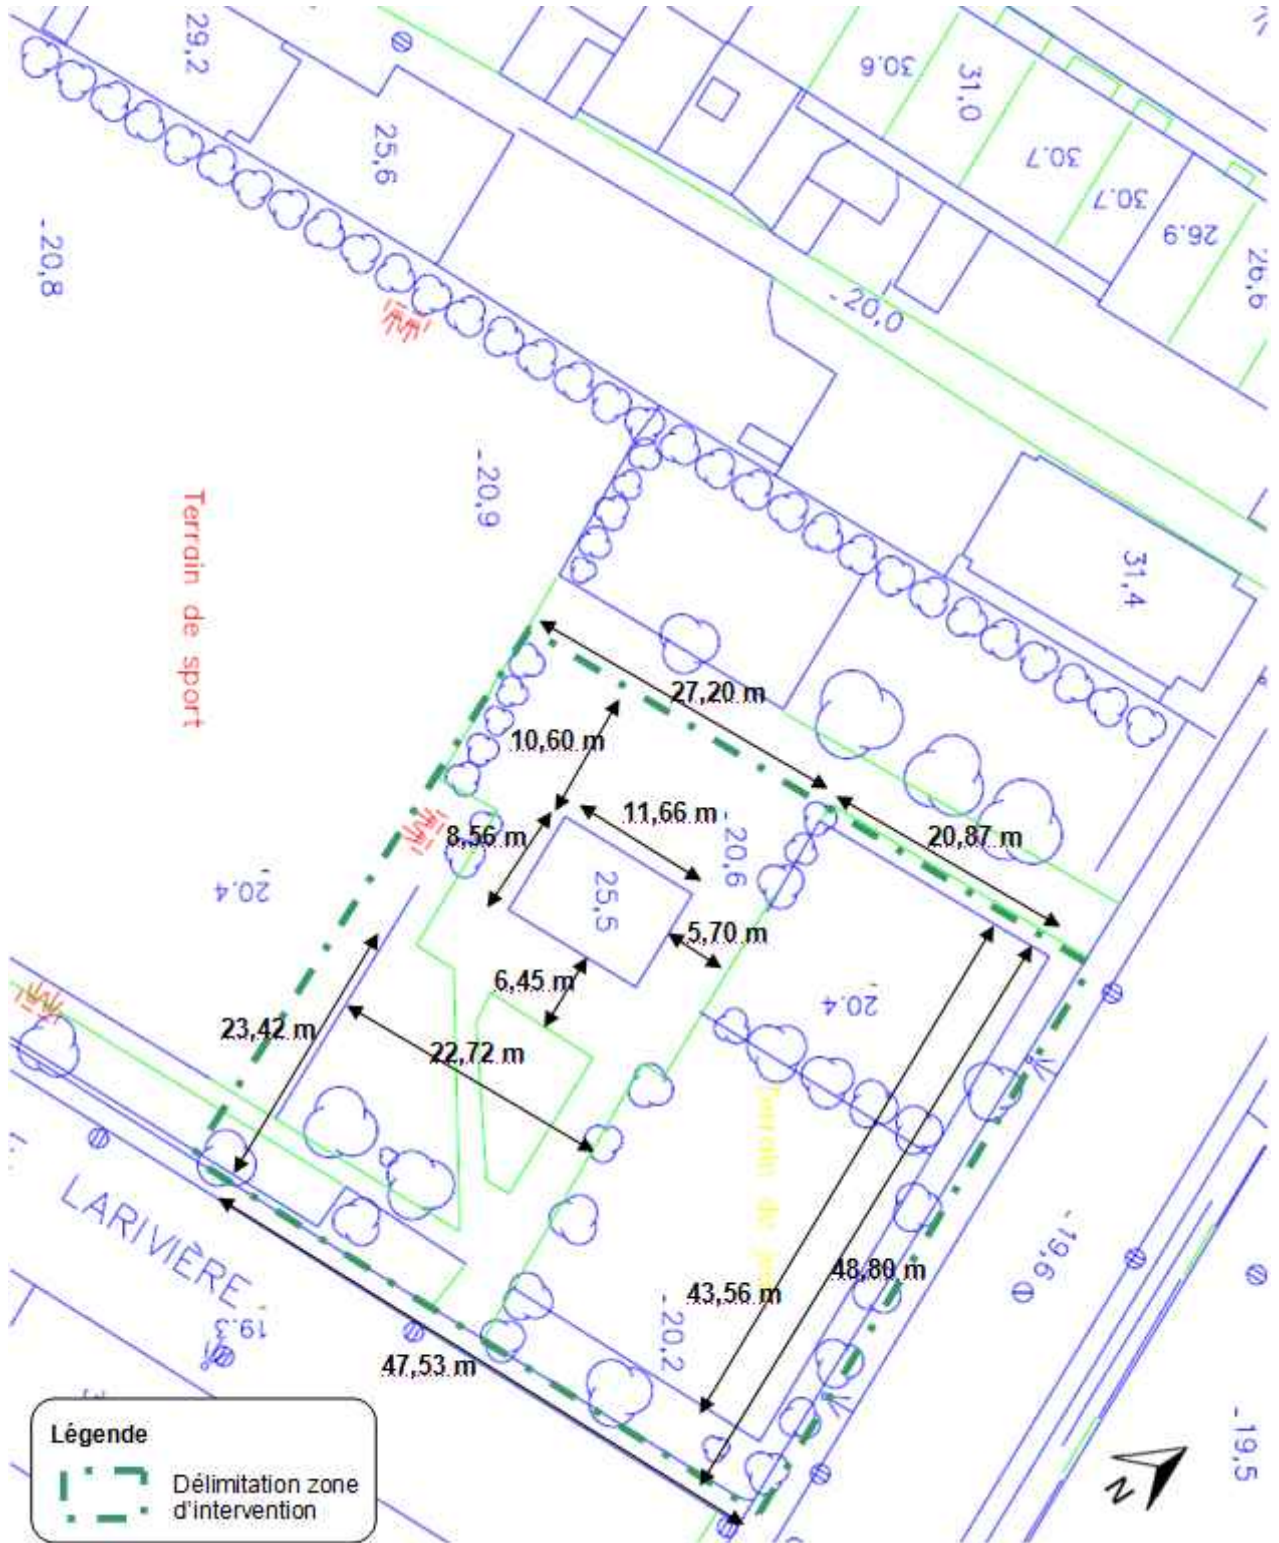 29,2
30.6
31,0
25,6
30.7
30.7
26.9
26,6
-20,8
-20,0
-20,9
31,4
Terrain de sport
27,20 m
10,60 m
11,66 m
-20,6
8,56 m
20,87 m
25,5
20.4
5,70 m
6,45 m
20.4
23,42 m
22,72 m
Terrain de
LARIVIÈRE
-19,6
48,80 m
43,56 m
19.3
-20,2
47,53 m
-19,5
Légende
Délimitation zone
d'intervention
N